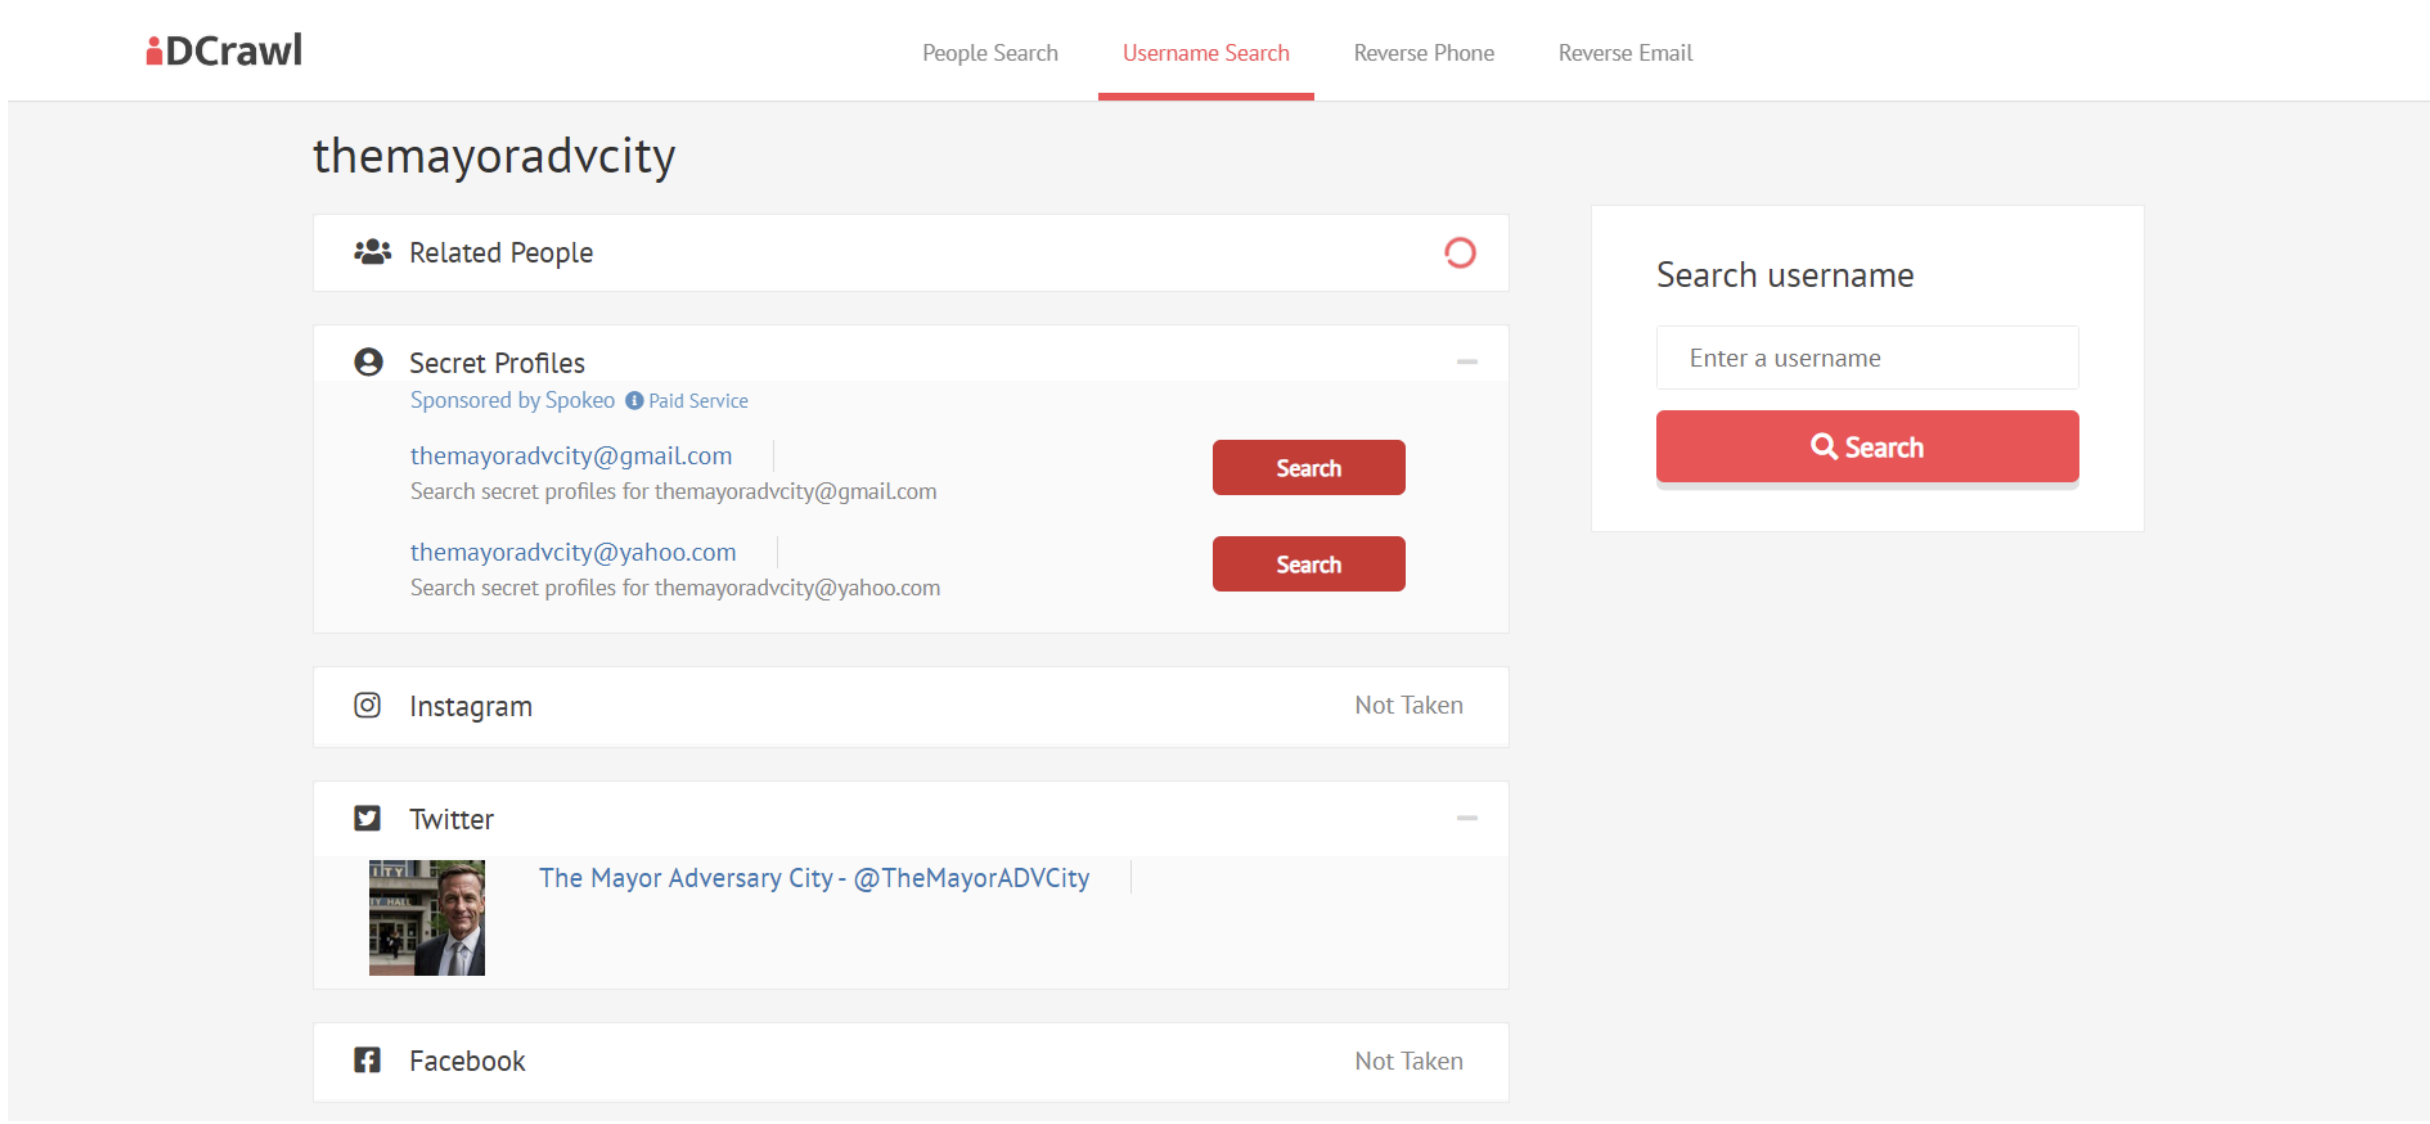 iDCrawl
People Search
Username Search
Reverse Phone
Reverse Email
themayoradvcity
Related People
Secret Profiles
Sponsored by Spokeo Paid Service
themayoradvcity@gmail.com
Search secret profiles for themayoradvcity@gmail.com
Search
themayoradvcity@yahoo.com
Search secret profiles for themayoradvcity@yahoo.com
Search
Instagram
Not Taken
Twitter
ITY
TY HALL
The Mayor Adversary City - @TheMayorADVCity
Facebook
Not Taken
Search username
Enter a username
Search